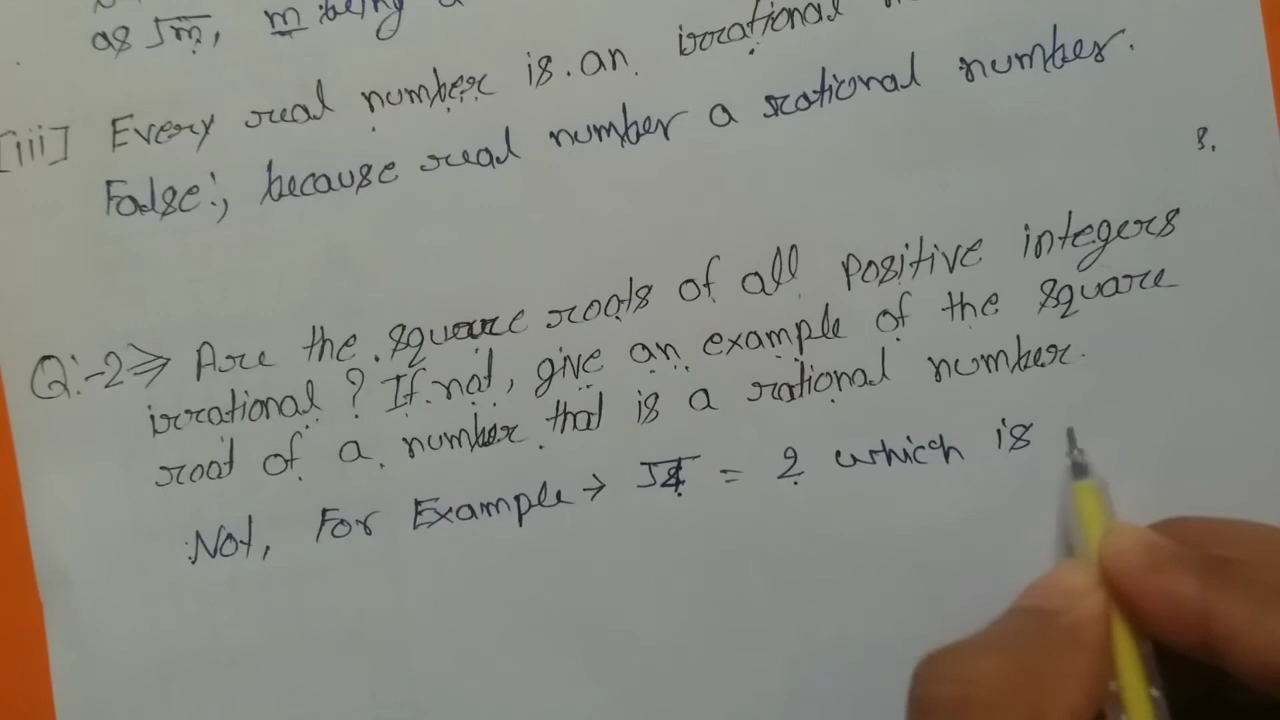 as √m, m being a
[iii] Every real number is an irrational
False:, because real number a rational number.
8.
Q:-2⇒ Are the square roots of all positive integers
irrational? If not, give an example of the square
root of a number that is a rational number.
Not, For Example → √4 = 2 which is